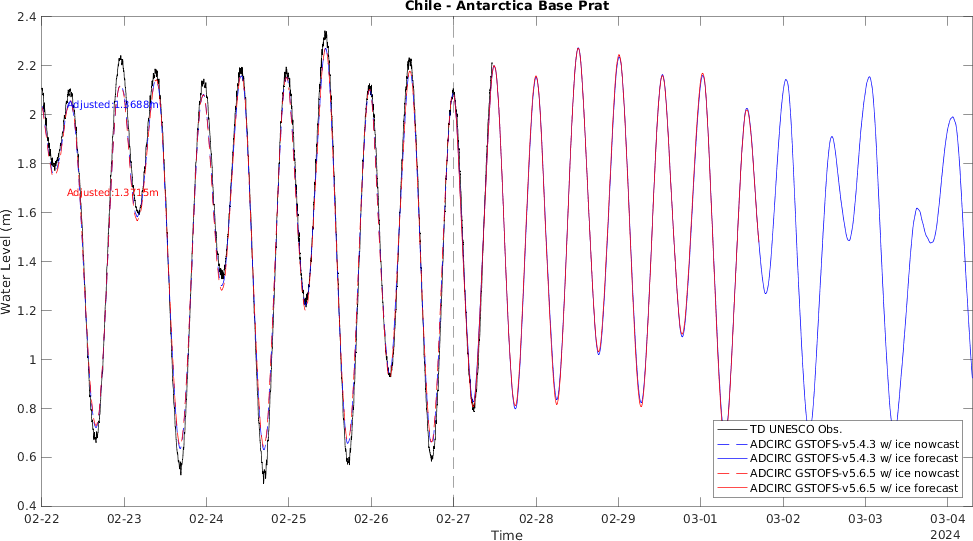 Chile - Antarctica Base Prat
2.4
2.2
2
1.8
1.6
1.4
1.2
1
0.8
0.6
0.4
Water Level (m)
Adjusted:1.3688m
Adjusted:1.3715m
TD UNESCO Obs.
ADCIRC GSTOFS-v5.4.3 w/ ice nowcast
ADCIRC GSTOFS-v5.4.3 w/ ice forecast
ADCIRC GSTOFS-v5.6.5 w/ ice nowcast
ADCIRC GSTOFS-v5.6.5 w/ ice forecast
02-22 02-23 02-24 02-25 02-26 02-27 02-28 02-29 03-01 03-02 03-03 03-04
2024
Time